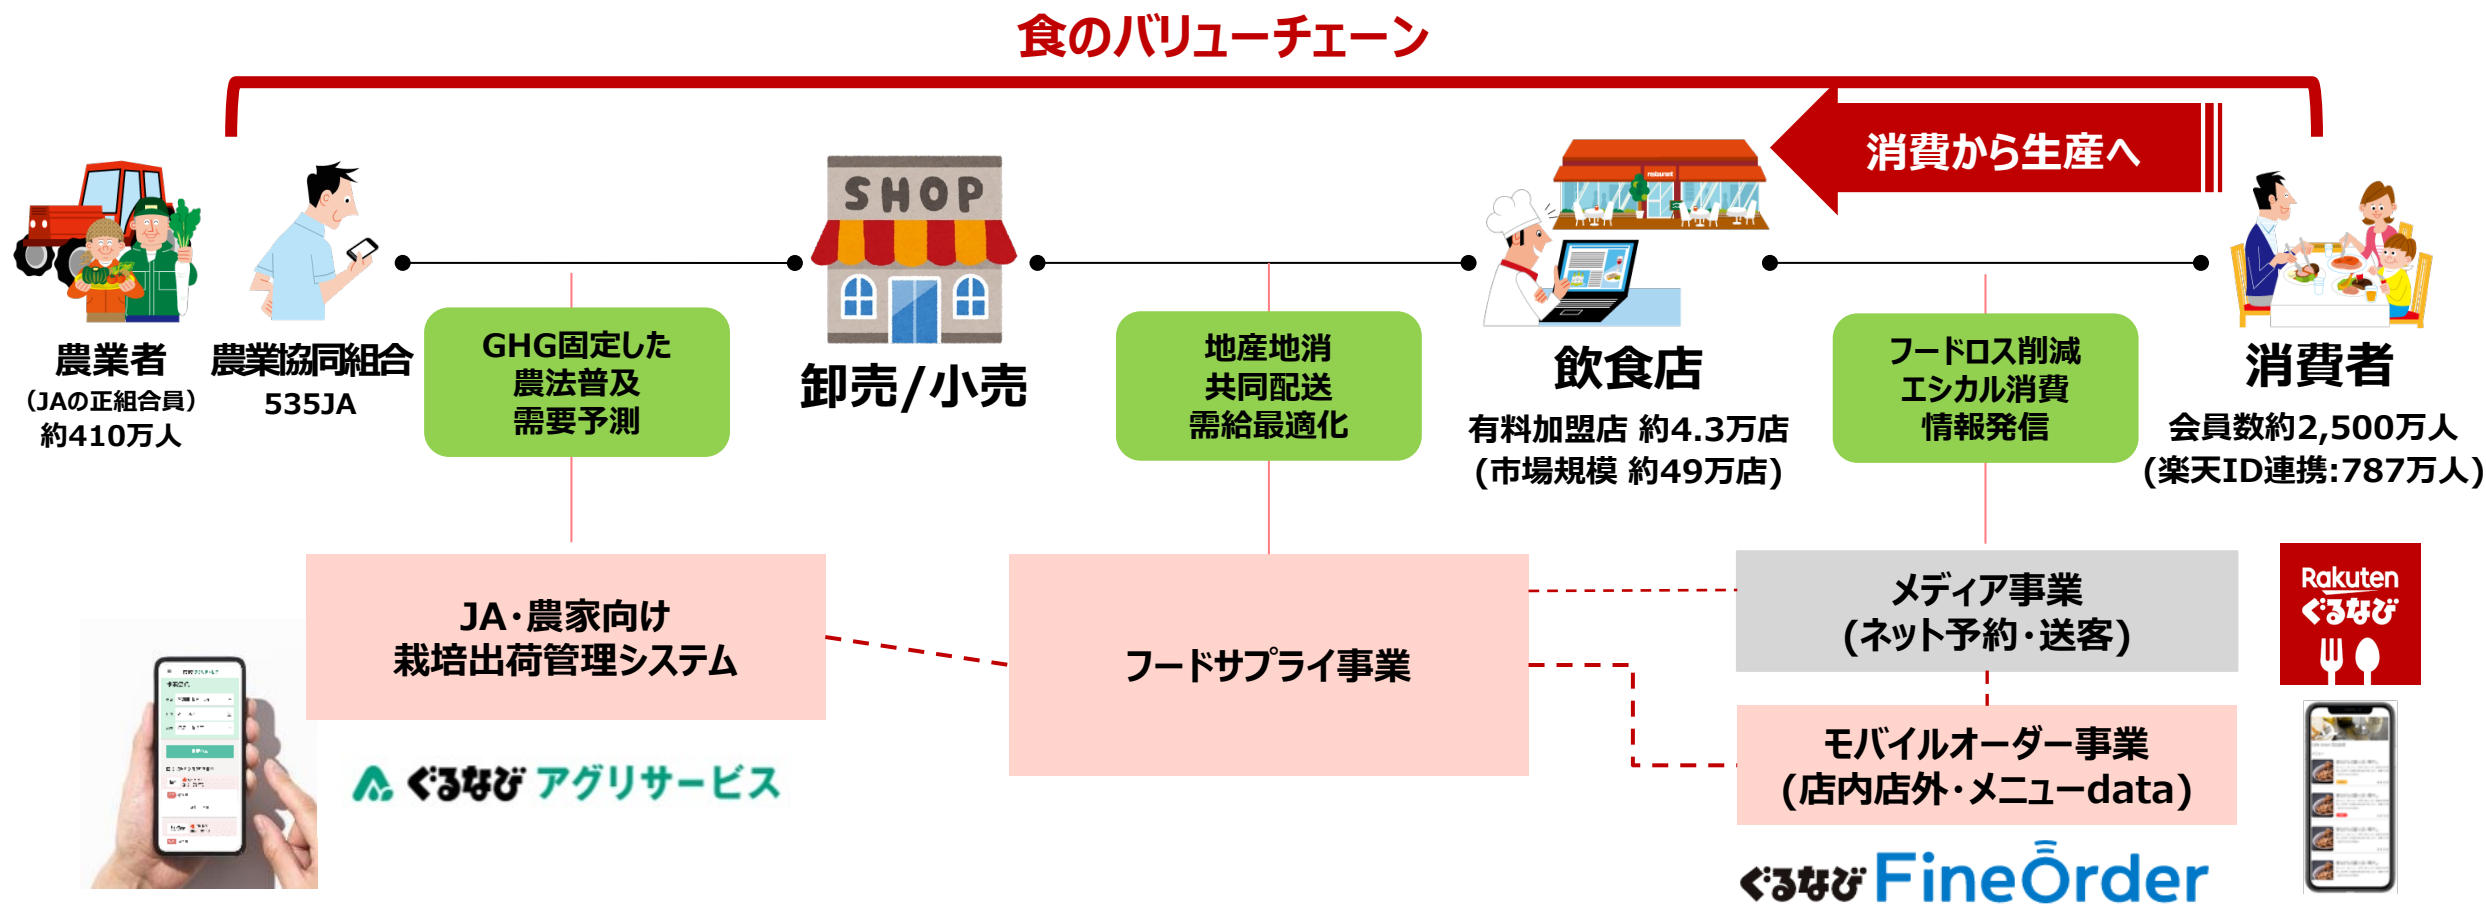 食のバリューチェーン
消費から生産へ
SHOP
restaurant
農業者
（JAの正組合員）
約410万人
農業協同組合
535JA
GHG固定した
農法普及
需要予測
卸売/小売
地産地消
共同配送
需給最適化
飲食店
有料加盟店 約4.3万店
(市場規模 約49万店)
フードロス削減
エシカル消費
情報発信
消費者
会員数約2,500万人
(楽天ID連携:787万人)
JA・農家向け
栽培出荷管理システム
フードサプライ事業
メディア事業
(ネット予約・送客)
モバイルオーダー事業
(店内店外・メニューdata)
Rakuten
ぐるなび
ぐるなび アグリサービス
ぐるなび FineOrder